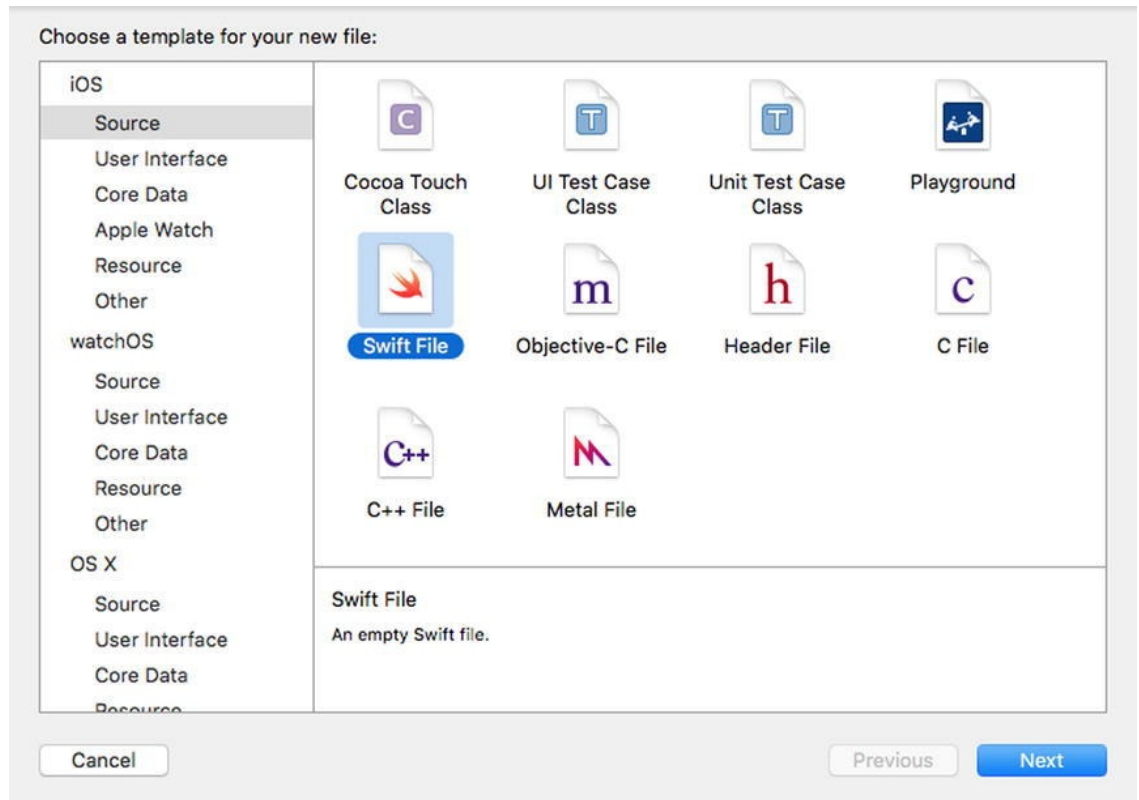 Choose a template for your new file:
iOS
Source
User Interface
Core Data
Apple Watch
Resource
Other
watchOS
Source
User Interface
Core Data
Resource
Other
OS X
Source
User Interface
Core Data
Resource
C
T
T
Cocoa Touch
Class
UI Test Case
Class
Unit Test Case
Class
Playground
m
h
c
Swift File
Objective-C File
Header File
C File
C++
C++ File
Metal File
Swift File
An empty Swift file.
Cancel
Previous
Next